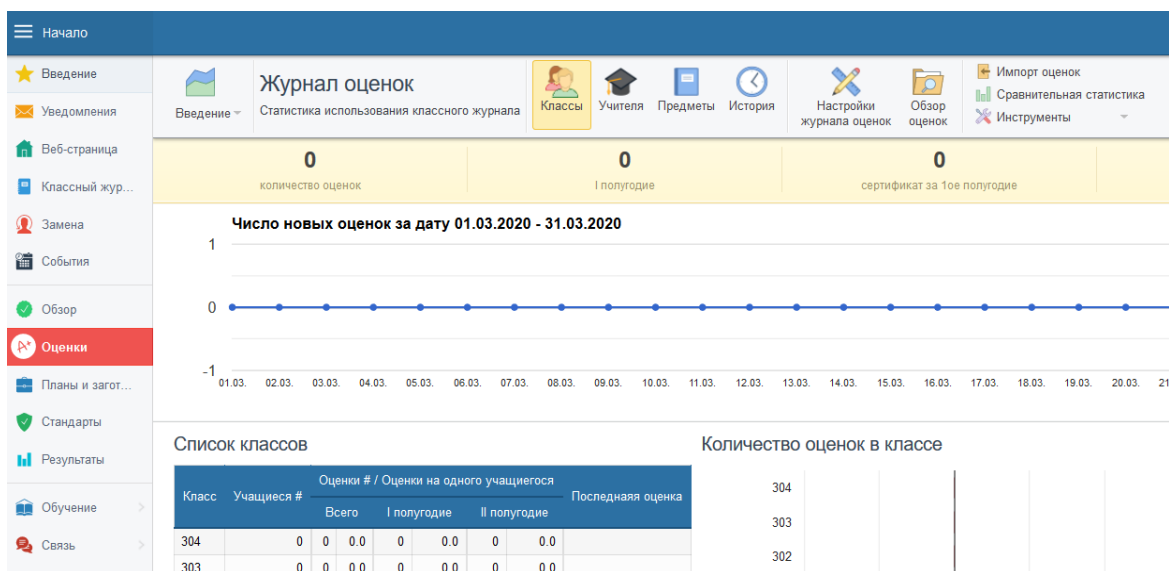 Начало
Введение
Уведомления
Веб-страница
Классный жур...
Замена
События
Обзор
Оценки
Планы и загот...
Стандарты
Результаты
Обучение
Связь
Введение
Журнал оценок
Статистика использования классного журнала
Классы
Учителя
Предметы
История
Настройки
журнала оценок
Обзор
оценок
Импорт оценок
Сравнительная статистика
Инструменты
0
количество оценок
0
I полугодие
0
сертификат за 1ое полугодие
Число новых оценок за дату 01.03.2020 - 31.03.2020
1
0
-1
01.03. 02.03. 03.03. 04.03. 05.03. 06.03. 07.03. 08.03. 09.03. 10.03. 11.03. 12.03. 13.03. 14.03. 15.03. 16.03. 17.03. 18.03. 19.03. 20.03. 21
Список классов
Класс Учащиеся # Оценки # / Оценки на одного учащиегося Последнаяя оценка
Всего I полугодие II полугодие
304 0 0 0.0 0 0.0 0 0.0
303 0 0 0.0 0 0.0 0 0.0
Количество оценок в классе
304
303
302